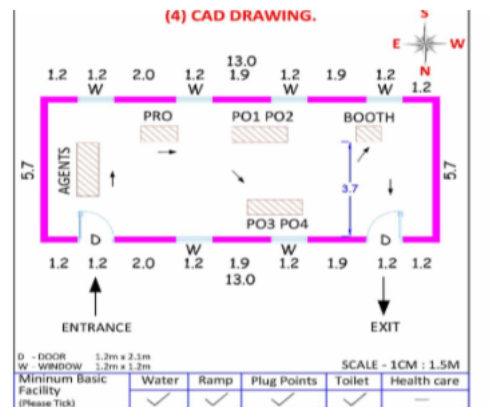 (4) CAD DRAWING.
S
E W
N
13.0
1.2 1.2 2.0 1.2 1.9 1.2 1.9 1.2 1.2
W W W W
PRO PO1 PO2 BOOTH
5.7 AGENTS 3.7 5.7
PO3 PO4
D W W D
1.2 1.2 2.0 1.2 1.9 1.2 1.9 1.2 1.2
13.0
ENTRANCE EXIT
D - DOOR 1.2m x 2.1m
W - WINDOW 1.2m x 1.2m SCALE - 1CM : 1.5M
Mininum Basic Facility (Please Tick) Water Ramp Plug Points Toilet Health care